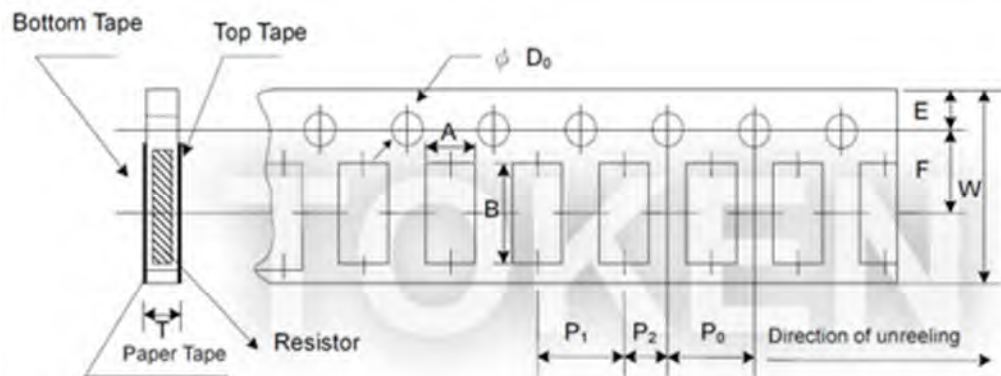 Bottom Tape
Top Tape
ϕ D₀
E
A
F
W
B
TOKEN
T
Paper Tape
Resistor
P₁
P₂
P₀
Direction of unreeling